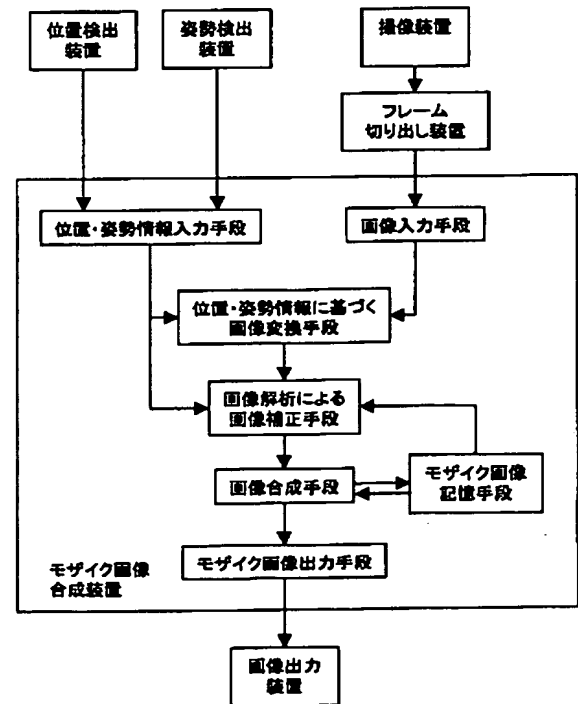 位置検出
装置
姿勢検出
装置
撮像装置
フレーム
切り出し装置
位置・姿勢情報入力手段
画像入力手段
位置・姿勢情報に基づく
画像変換手段
画像解析による
画像補正手段
画像合成手段
モザイク画像
記憶手段
モザイク画像出力手段
モザイク画像
合成装置
画像出力
装置